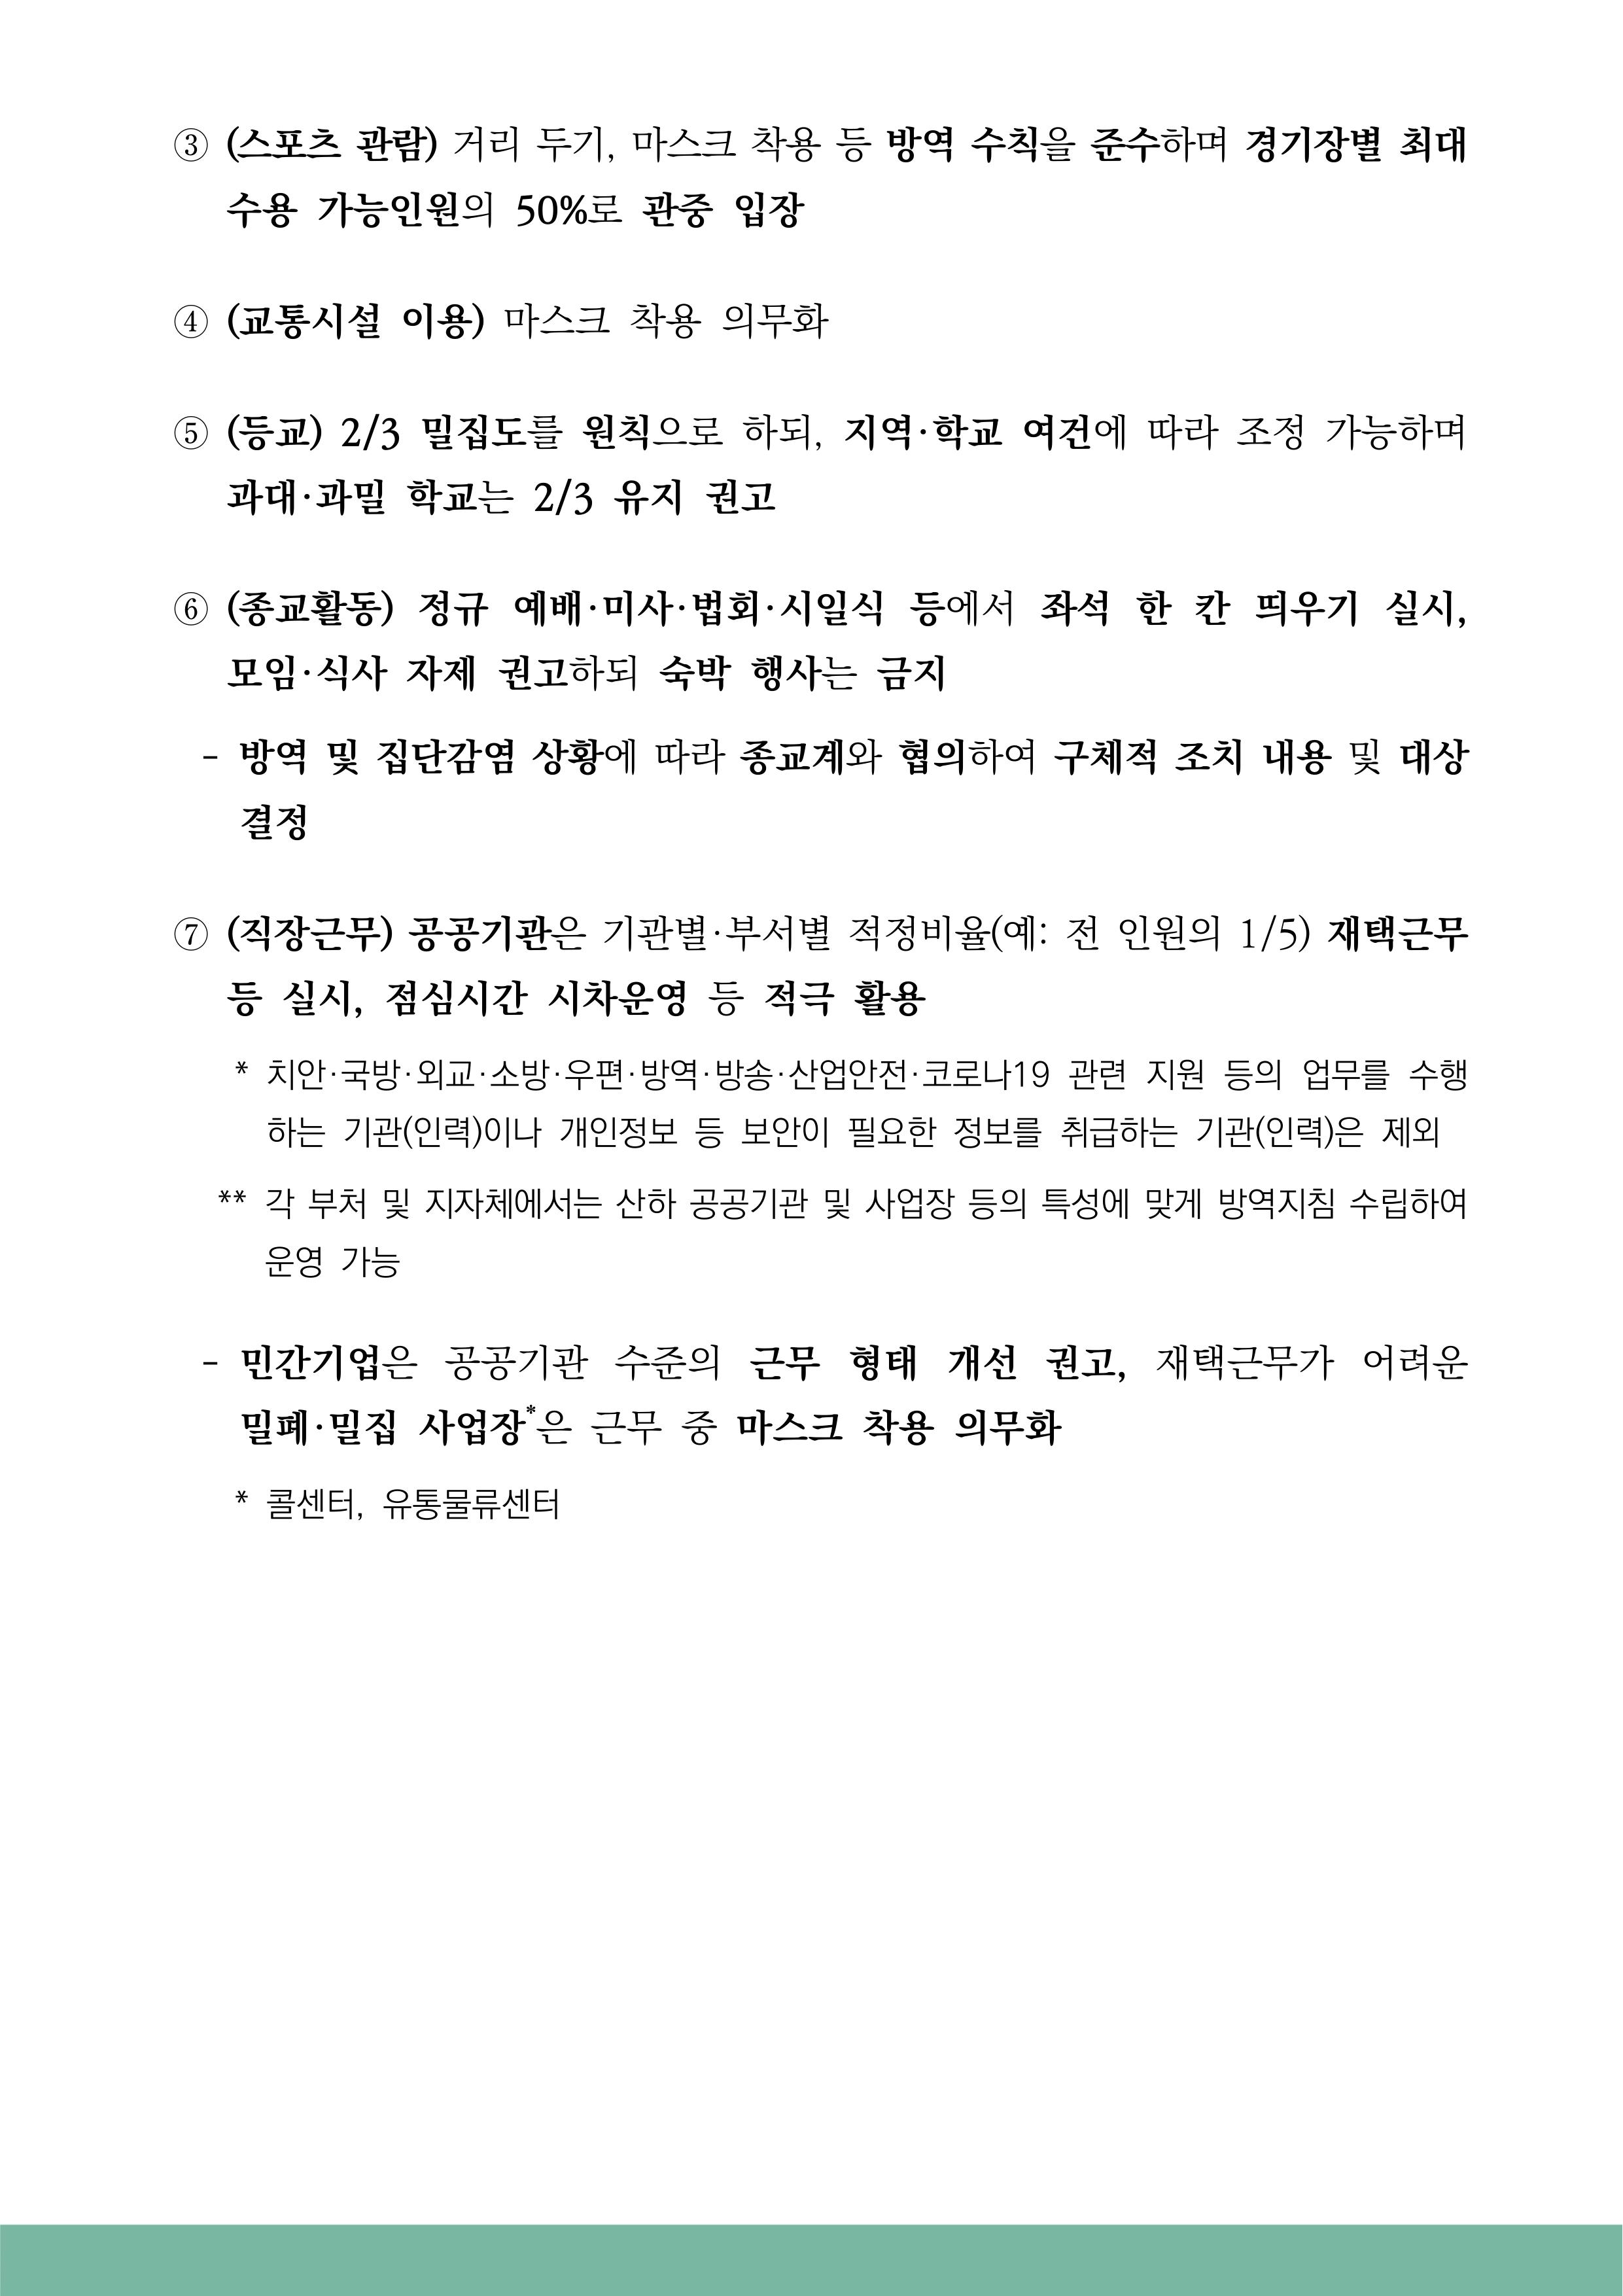 ③ (스포츠 관람) 거리 두기, 마스크 착용 등 방역 수칙을 준수하며 경기장별 최대
수용 가능인원의 50%로 관중 입장
④ (교통시설 이용) 마스크 착용 의무화
⑤ (등교) 2/3 밀집도를 원칙으로 하되, 지역·학교 여건에 따라 조정 가능하며
과대·과밀 학교는 2/3 유지 권고
⑥ (종교활동) 정규 예배·미사·법회·시일식 등에서 좌석 한 칸 띄우기 실시,
모임·식사 자제 권고하되 숙박 행사는 금지
- 방역 및 집단감염 상황에 따라 종교계와 협의하여 구체적 조치 내용 및 대상
결정
⑦ (직장근무) 공공기관은 기관별·부서별 적정비율(예: 전 인원의 1/5) 재택근무
등 실시, 점심시간 시차운영 등 적극 활용
* 치안·국방·외교·소방·우편·방역·방송·산업안전·코로나19 관련 지원 등의 업무를 수행
하는 기관(인력)이나 개인정보 등 보안이 필요한 정보를 취급하는 기관(인력)은 제외
** 각 부처 및 지자체에서는 산하 공공기관 및 사업장 등의 특성에 맞게 방역지침 수립하여
운영 가능
- 민간기업은 공공기관 수준의 근무 형태 개선 권고, 재택근무가 어려운
밀폐·밀집 사업장*은 근무 중 마스크 착용 의무화
* 콜센터, 유통물류센터